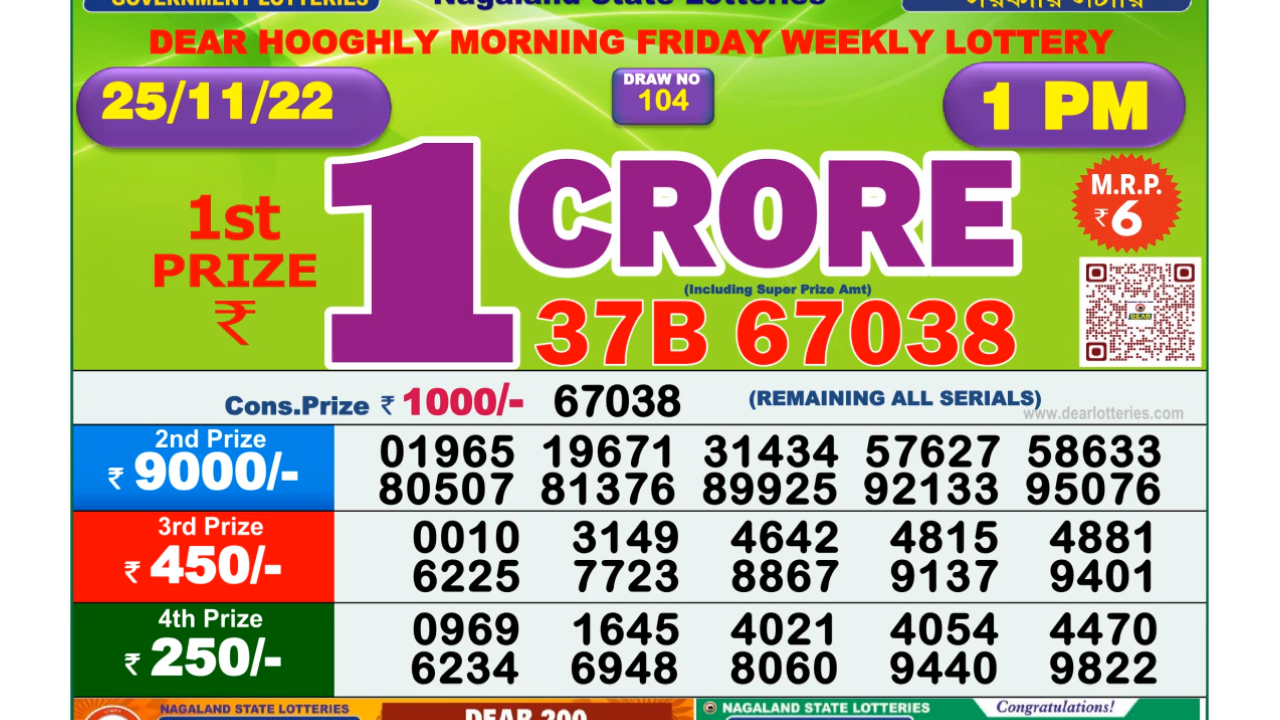 GOVERNMENT LOTTERIES
Nagaland State Lotteries
DEAR HOOGHLY MORNING FRIDAY WEEKLY LOTTERY
25/11/22
DRAW NO
104
1 PM
1st
PRIZE
₹
1 CRORE
M.R.P.
₹6
(Including Super Prize Amt)
37B 67038
Cons.Prize ₹ 1000/- 67038 (REMAINING ALL SERIALS)
www.dearlotteries.com
2nd Prize
₹ 9000/-
01965 19671 31434 57627 58633
80507 81376 89925 92133 95076
3rd Prize
₹ 450/-
0010 3149 4642 4815 4881
6225 7723 8867 9137 9401
4th Prize
₹ 250/-
0969 1645 4021 4054 4470
6234 6948 8060 9440 9822
NAGALAND STATE LOTTERIES
DEAR 200
NAGALAND STATE LOTTERIES
Congratulations!